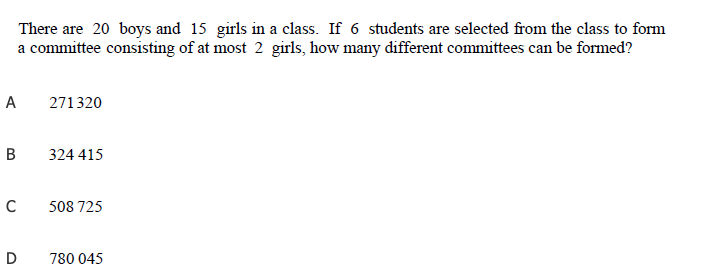 There are 20 boys and 15 girls in a class. If 6 students are selected from the class to form
a committee consisting of at most 2 girls, how many different committees can be formed?
A 271320
B 324 415
C 508 725
D 780 045